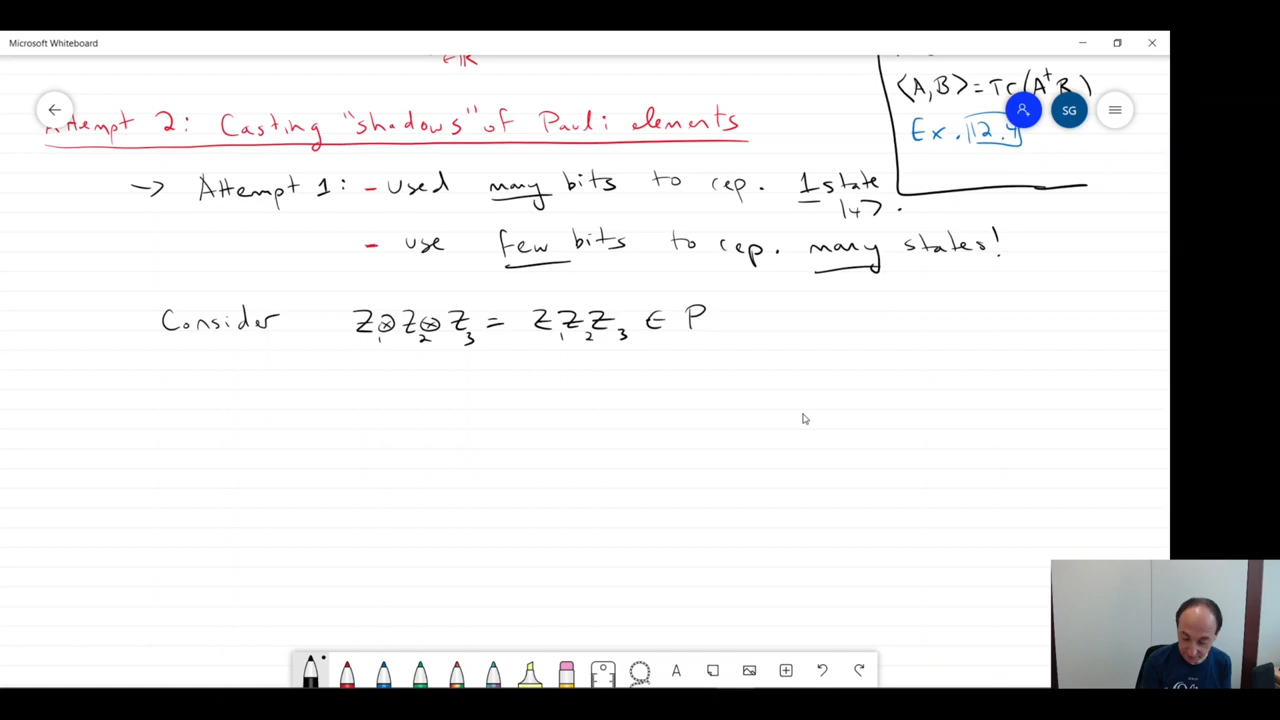 Microsoft Whiteboard
∈ℝ
⟨A,B⟩=Tr(A†B)
SG
Attempt 2: Casting "shadows" of Pauli elements
Ex. 12.4
→ Attempt 1: - used many bits to rep. 1 state
|ψ⟩.
- use few bits to rep. many states!
Consider Z₁⊗Z₂⊗Z₃ = Z₁Z₂Z₃ ∈ P
A